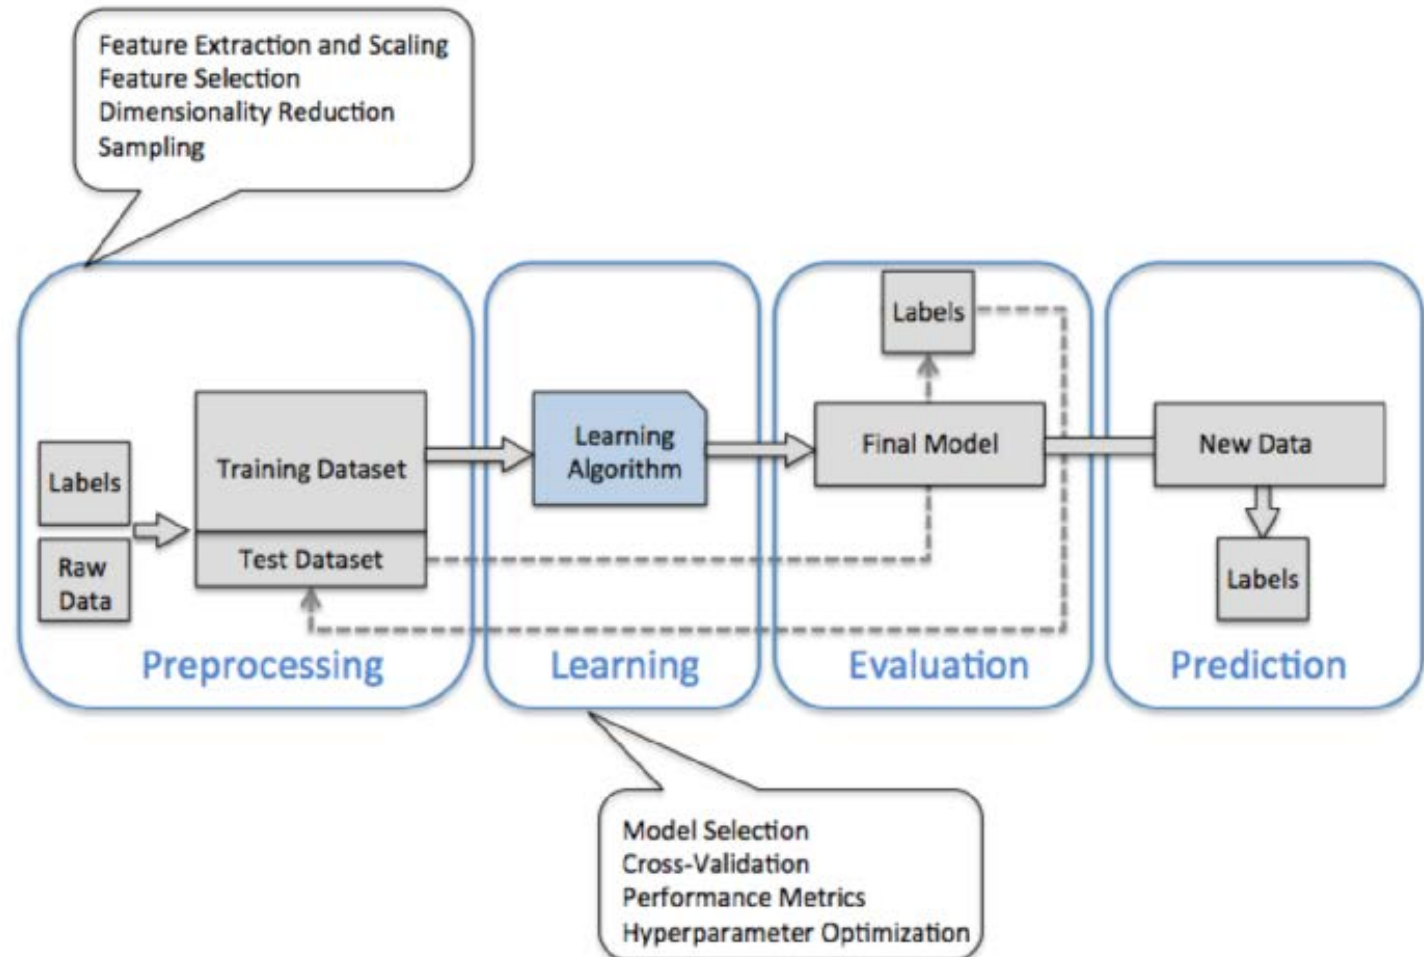 Feature Extraction and Scaling
Feature Selection
Dimensionality Reduction
Sampling
Labels
Raw
Data
Training Dataset
Test Dataset
Preprocessing
Learning
Algorithm
Learning
Labels
Final Model
Evaluation
New Data
Labels
Prediction
Model Selection
Cross-Validation
Performance Metrics
Hyperparameter Optimization